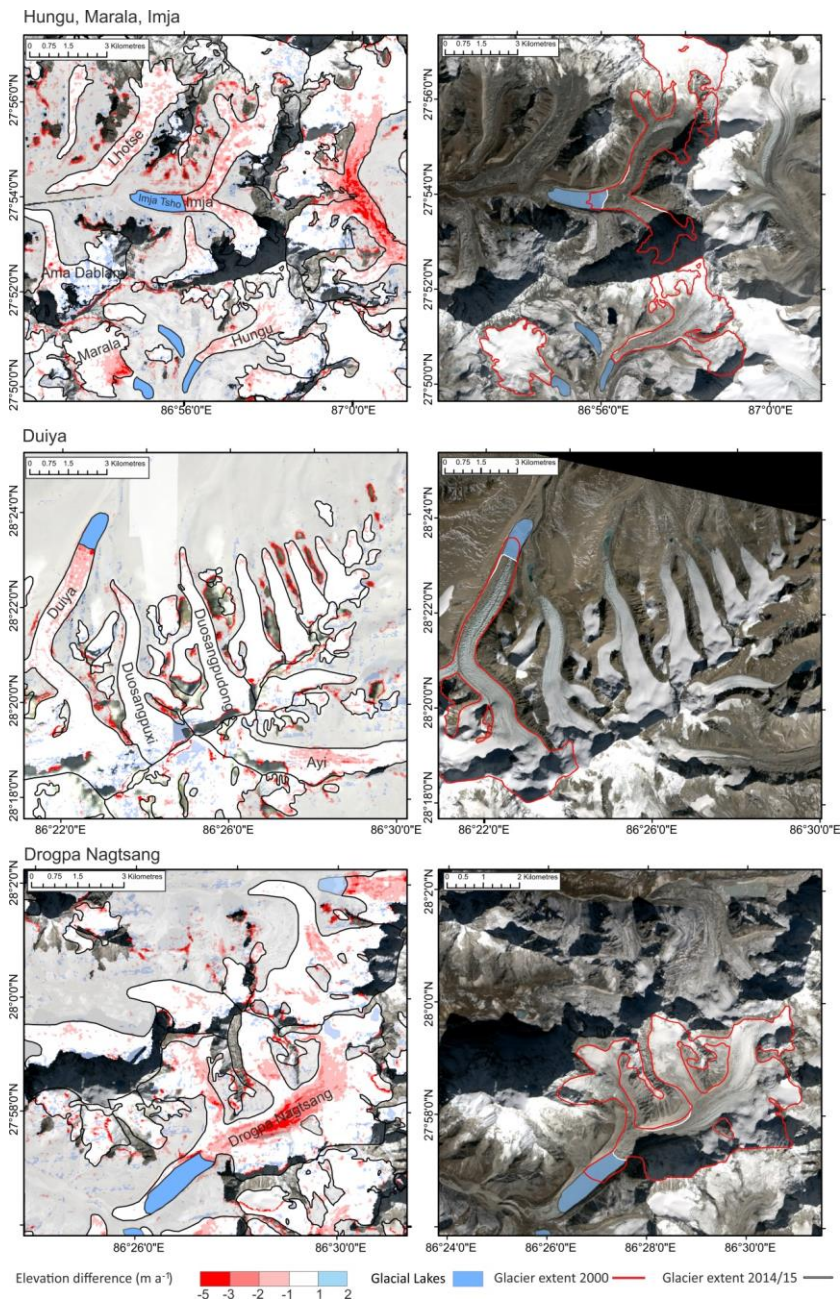 Hungu, Marala, Imja
0 0.75 1.5 3 Kilometres
27°56'0"N
27°54'0"N
27°52'0"N
27°50'0"N
Lhotse
Imja Tsho
Imja
Ama Dablam
Marala
Hungu
86°56'0"E
87°0'0"E
0 0.75 1.5 3 Kilometres
27°56'0"N
27°54'0"N
27°52'0"N
27°50'0"N
86°56'0"E
87°0'0"E
Duiya
0 0.75 1.5 3 Kilometres
28°24'0"N
28°22'0"N
28°20'0"N
28°18'0"N
Duiya
Duosangpuxi
Duosangpudong
Ayi
86°22'0"E
86°26'0"E
86°30'0"E
0 0.75 1.5 3 Kilometres
28°24'0"N
28°22'0"N
28°20'0"N
28°18'0"N
86°22'0"E
86°26'0"E
86°30'0"E
Drogpa Nagtsang
0 0.75 1.5 3 Kilometres
28°2'0"N
28°0'0"N
27°58'0"N
Drogpa Nagtsang
86°26'0"E
86°30'0"E
0 0.5 1 2 Kilometres
28°2'0"N
28°0'0"N
27°58'0"N
86°24'0"E
86°26'0"E
86°28'0"E
86°30'0"E
Elevation difference (m a⁻¹)
-5 -3 -2 -1 1 2
Glacial Lakes
Glacier extent 2000
Glacier extent 2014/15